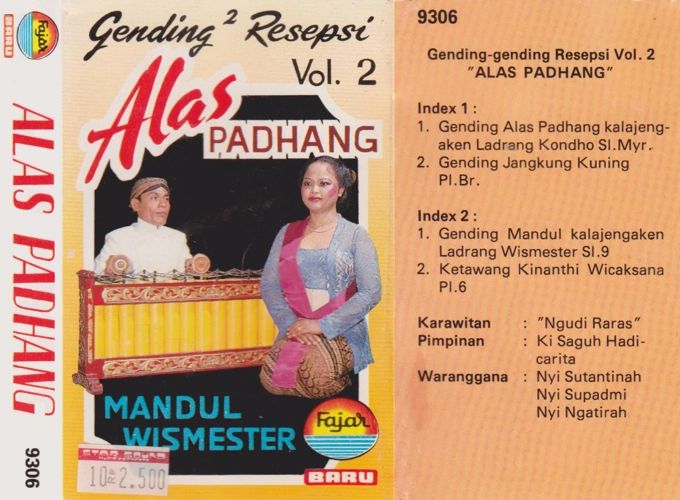 Fajar
BARU
ALAS PADHANG
9306
Gending² Resepsi
Vol. 2
Alas
PADHANG
MANDUL
WISMESTER
Fajar
BARU
10 R 2.500
9306
Gending-gending Resepsi Vol. 2
"ALAS PADHANG"
Index 1 :
1. Gending Alas Padhang kalajeng-
aken Ladrang Kondho Sl.Myr.
2. Gending Jangkung Kuning
Pl.Br.
Index 2 :
1. Gending Mandul kalajengaken
Ladrang Wismester Sl.9
2. Ketawang Kinanthi Wicaksana
Pl.6
Karawitan : "Ngudi Raras"
Pimpinan : Ki Saguh Hadi-
carita
Waranggana : Nyi Sutantinah
Nyi Supadmi
Nyi Ngatirah